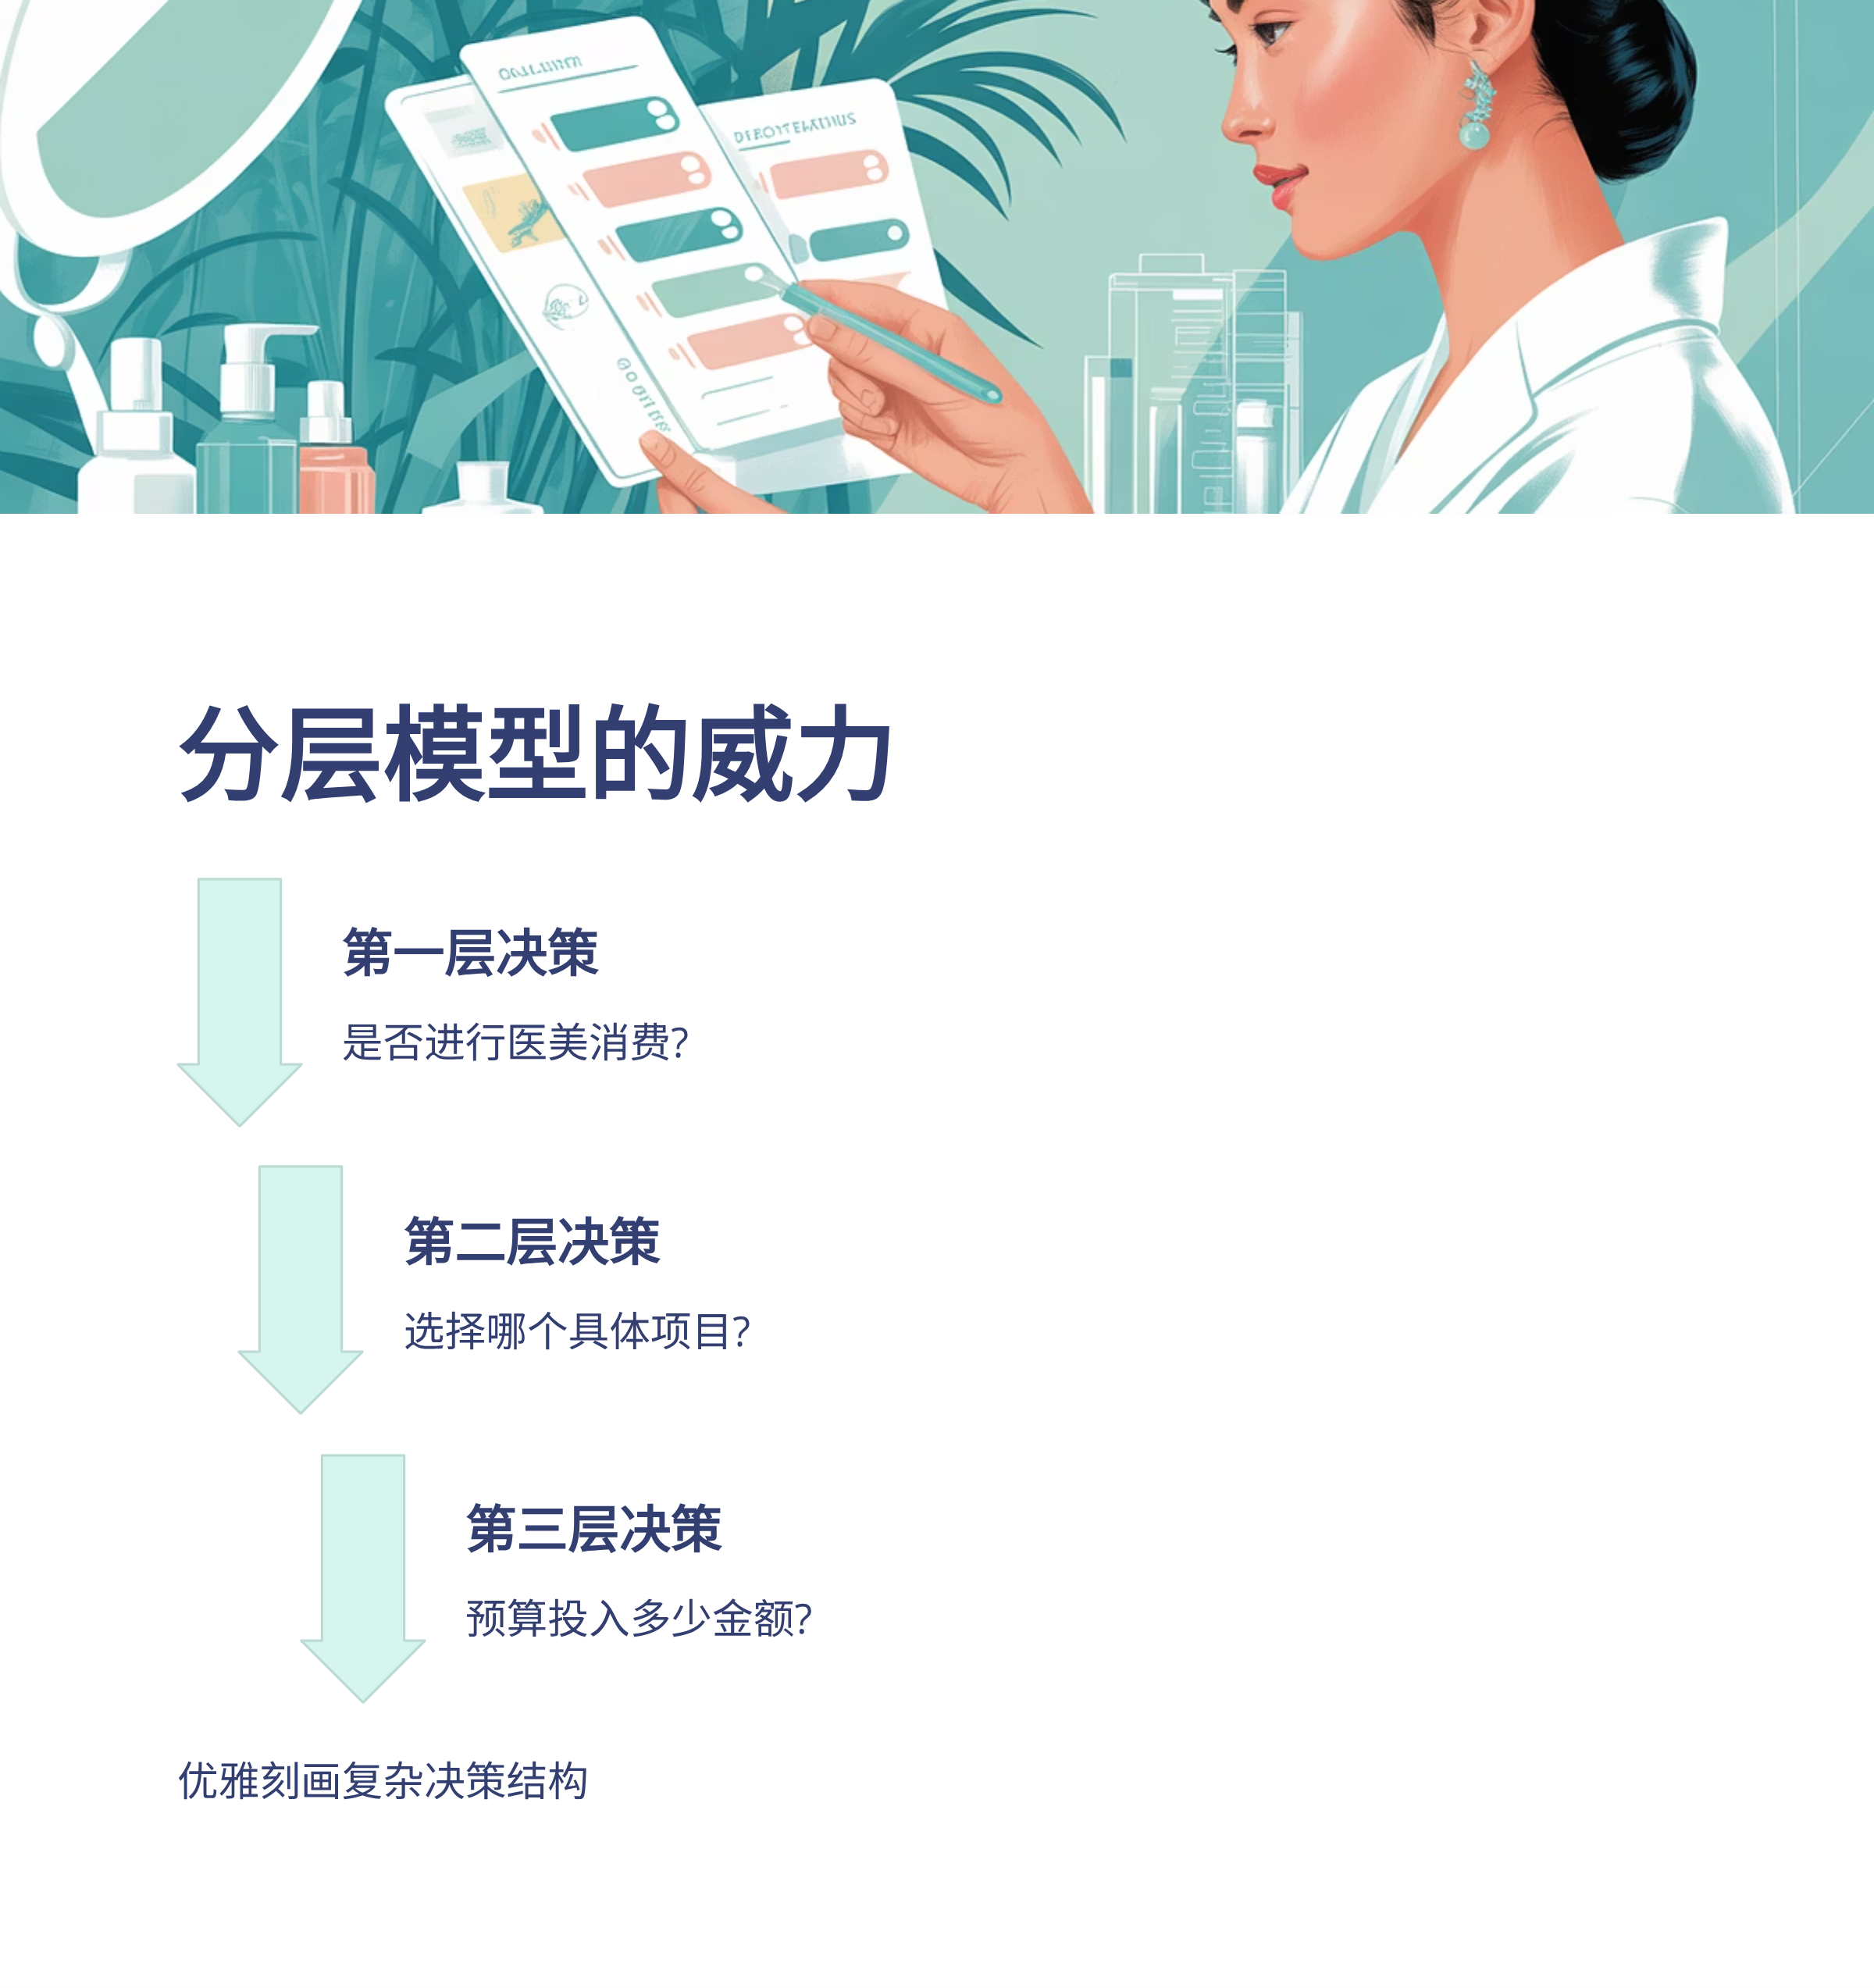 分层模型的威力
第一层决策
是否进行医美消费?
第二层决策
选择哪个具体项目?
第三层决策
预算投入多少金额?
优雅刻画复杂决策结构